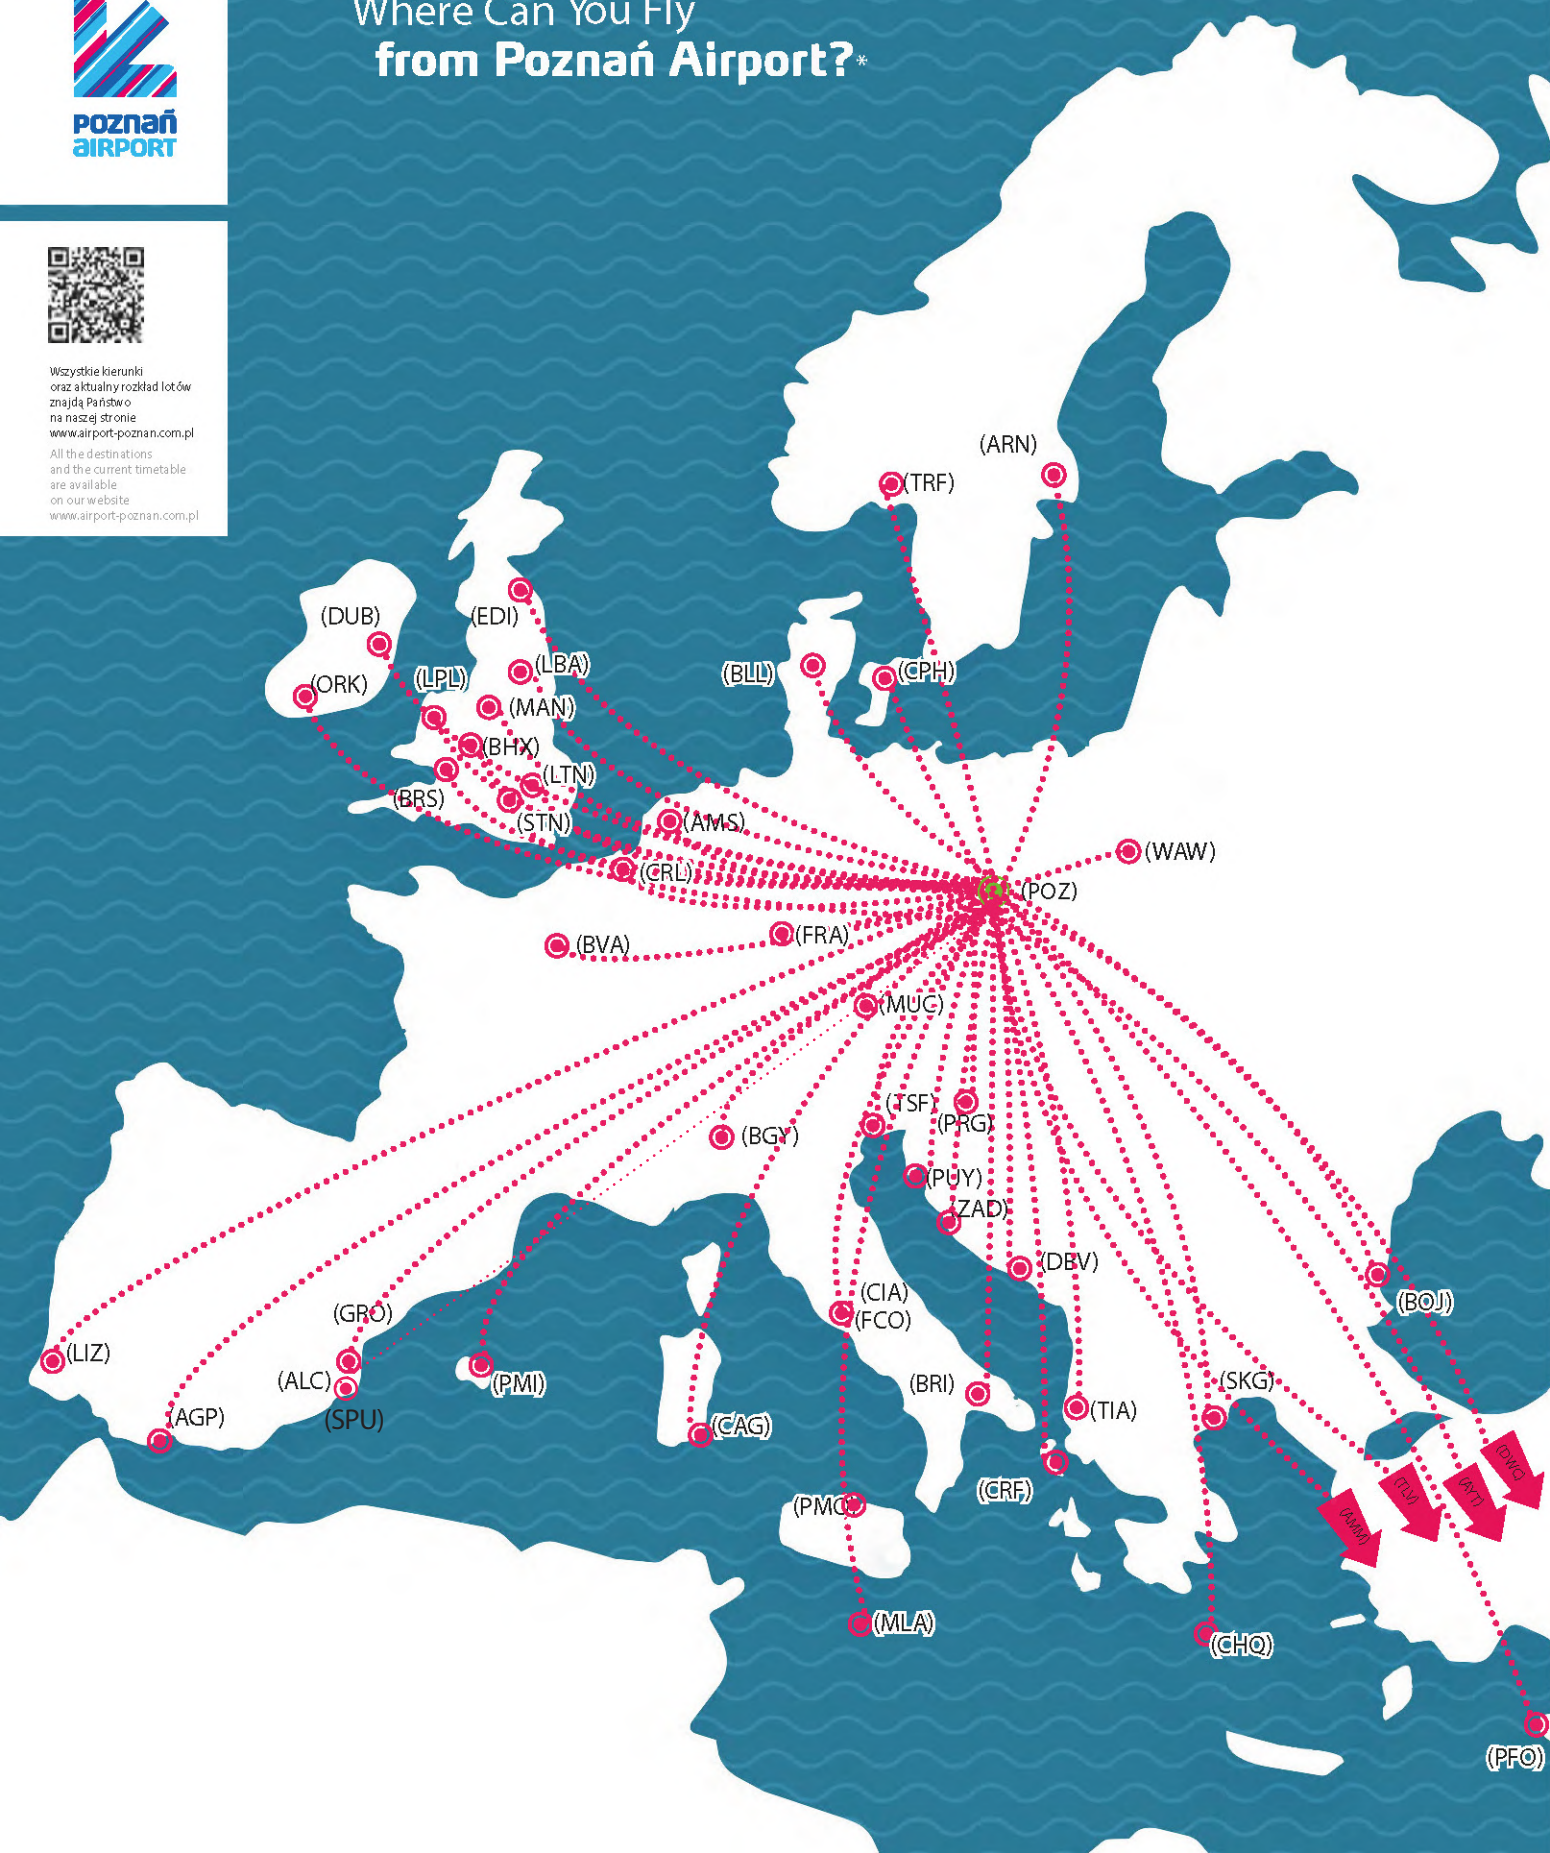 Where Can You Fly
from Poznań Airport?*
POZNAń
AIRPORT
Wszystkie kierunki
oraz aktualny rozkład lotów
znajdą Państwo
na naszej stronie
www.airport-poznan.com.pl
All the destinations
and the current timetable
are available
on our website
www.airport-poznan.com.pl
(ARN)
(TRF)
(DUB)
(EDI)
(LBA)
(BLL)
(CPH)
(ORK)
(LPL)
(MAN)
(BHX)
(LTN)
(BRS)
(STN)
(AMS)
(WAW)
(CRL)
(POZ)
(BVA)
(FRA)
(MUC)
(TSF)
(PRG)
(BGY)
(PUY)
(ZAD)
(DBV)
(CIA)
(FCO)
(BOJ)
(GRO)
(LIZ)
(ALC)
(PMI)
(BRI)
(SKG)
(SPU)
(AGP)
(CAG)
(TIA)
(CRF)
(PMO)
(DWC)
(TLV)
(AYT)
(AMM)
(MLA)
(CHQ)
(PFO)